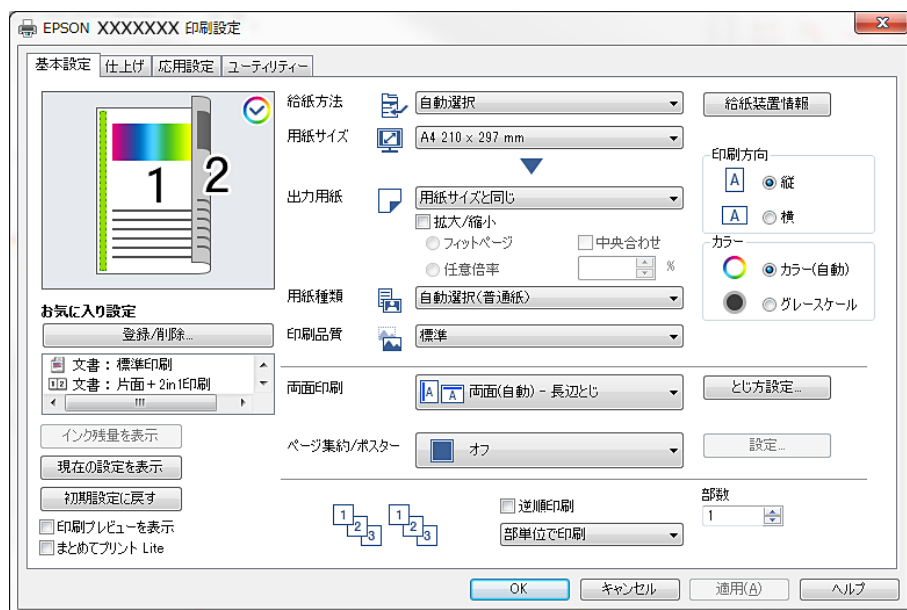 EPSON XXXXXXX 印刷設定
基本設定 仕上げ 応用設定 ユーティリティー
1 2
給紙方法 自動選択 給紙装置情報
用紙サイズ A4 210 x 297 mm
印刷方向
A 縦
A 横
出力用紙 用紙サイズと同じ
拡大/縮小
フィットページ 中央合わせ
任意倍率 %
カラー
カラー(自動)
グレースケール
用紙種類 自動選択(普通紙)
印刷品質 標準
お気に入り設定
登録/削除...
文書:標準印刷
12 文書:片面+2in1印刷
両面印刷 A A 両面(自動) - 長辺とじ とじ方設定...
インク残量を表示
ページ集約/ポスター オフ 設定...
現在の設定を表示
初期設定に戻す
印刷プレビューを表示
まとめてプリント Lite
1 2 3 1 2 3
逆順印刷
部単位で印刷
部数
1
OK キャンセル 適用(A) ヘルプ